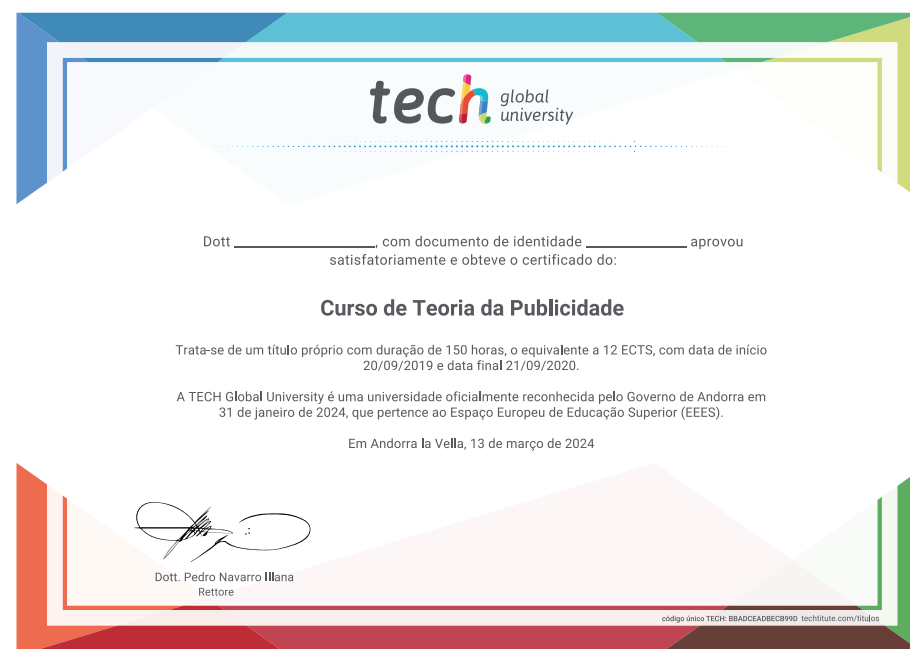 tech global university
Dott ________________, com documento de identidade ____________ aprovou
satisfatoriamente e obteve o certificado do:
Curso de Teoria da Publicidade
Trata-se de um título próprio com duração de 150 horas, o equivalente a 12 ECTS, com data de início
20/09/2019 e data final 21/09/2020.
A TECH Global University é uma universidade oficialmente reconhecida pelo Governo de Andorra em
31 de janeiro de 2024, que pertence ao Espaço Europeu de Educação Superior (EEES).
Em Andorra la Vella, 13 de março de 2024
Dott. Pedro Navarro Illana
Rettore
código único TECH: BBADCEADBECB99D techtitute.com/titulos